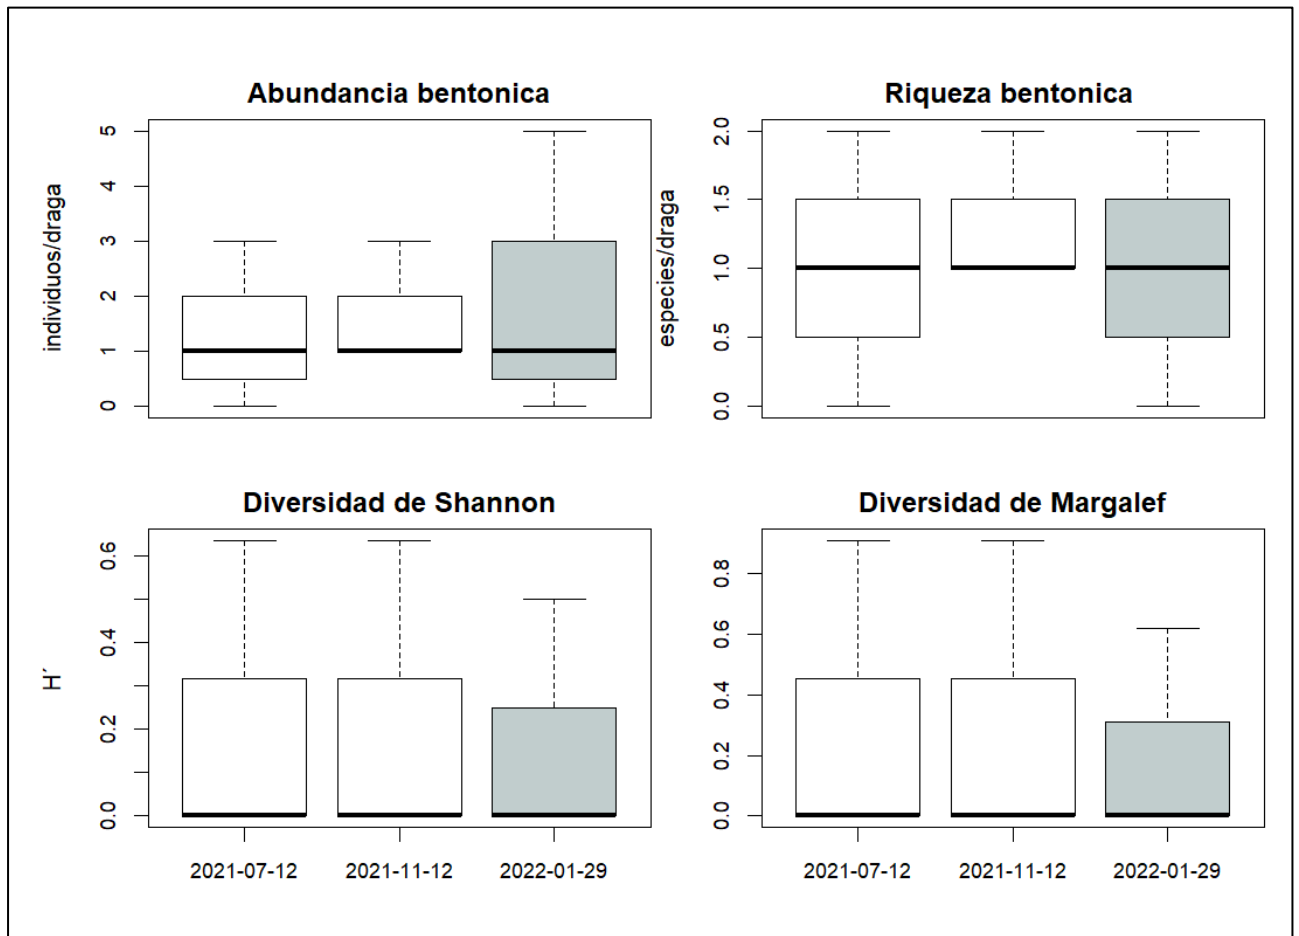 Abundancia bentonica
individuos/draga
5
4
3
2
1
0
Riqueza bentonica
especies/draga
2.0
1.5
1.0
0.5
0.0
Diversidad de Shannon
H´
0.6
0.4
0.2
0.0
2021-07-12 2021-11-12 2022-01-29
Diversidad de Margalef
0.8
0.6
0.4
0.2
0.0
2021-07-12 2021-11-12 2022-01-29